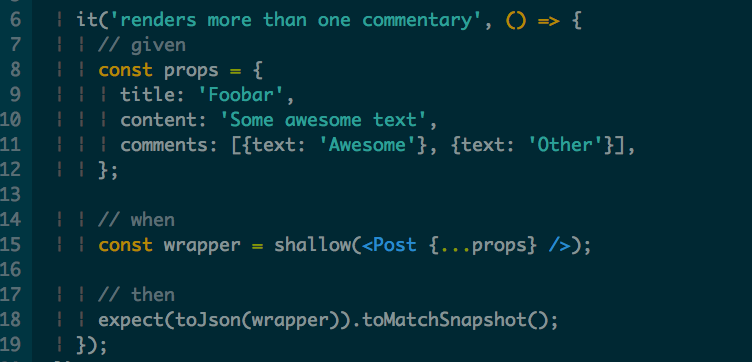 6 it('renders more than one commentary', () => {
7 // given
8 const props = {
9 title: 'Foobar',
10 content: 'Some awesome text',
11 comments: [{text: 'Awesome'}, {text: 'Other'}],
12 };
13
14 // when
15 const wrapper = shallow(<Post {...props} />);
16
17 // then
18 expect(toJson(wrapper)).toMatchSnapshot();
19 });